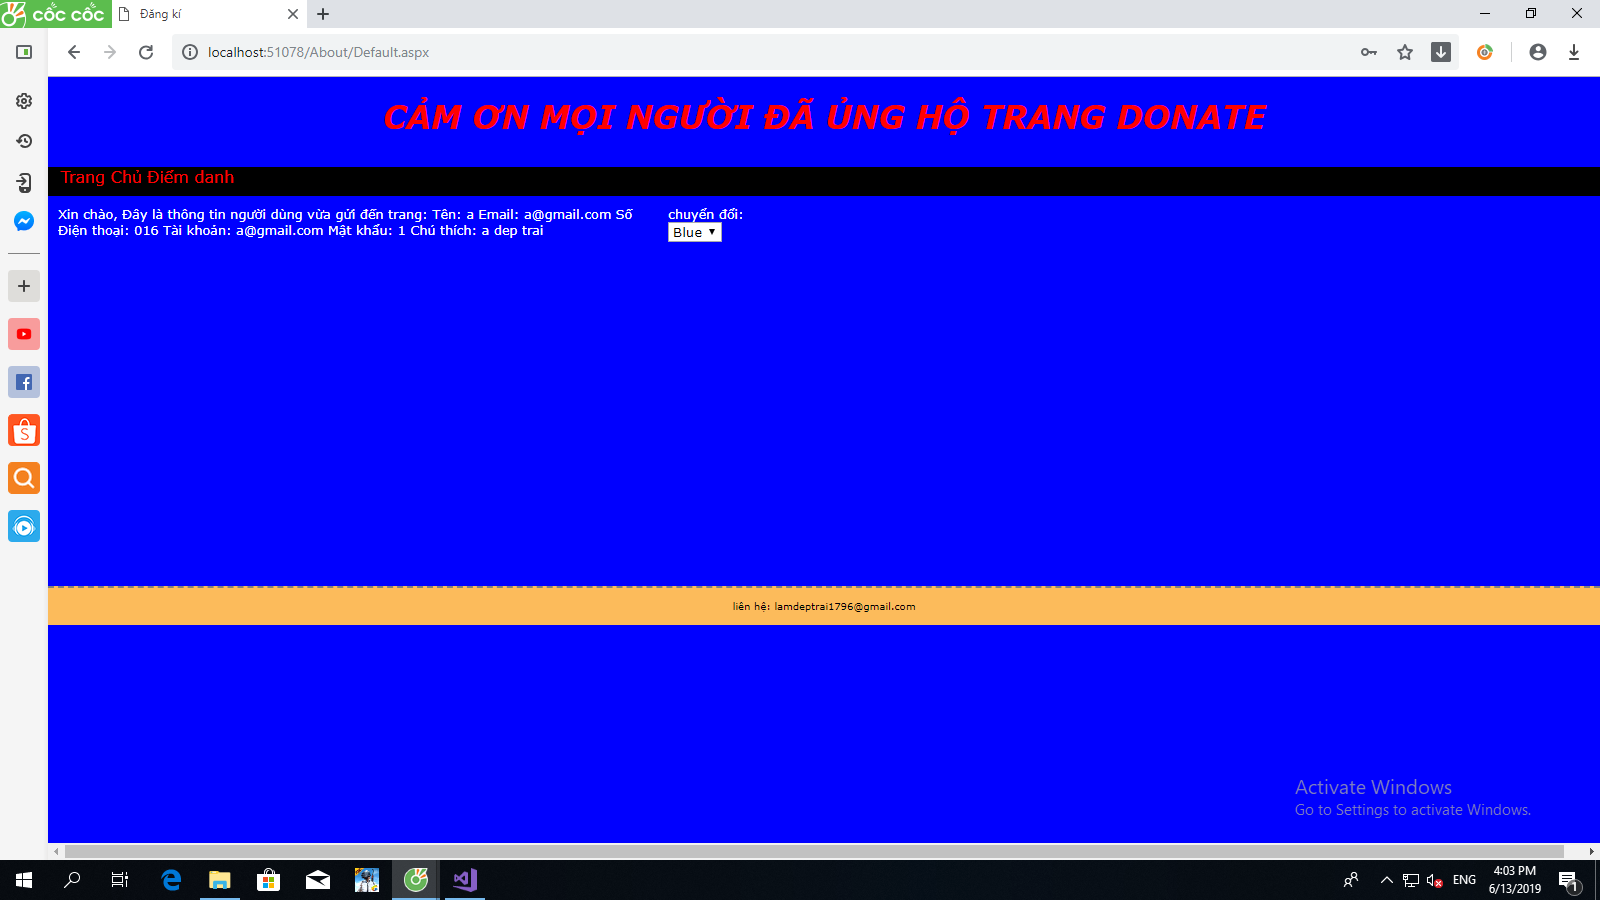 cốc cốc
Đăng kí
localhost:51078/About/Default.aspx
CẢM ƠN MỌI NGƯỜI ĐÃ ỦNG HỘ TRANG DONATE
Trang Chủ Điểm danh
Xin chào, Đây là thông tin người dùng vừa gửi đến trang: Tên: a Email: a@gmail.com Số
Điện thoại: 016 Tài khoản: a@gmail.com Mật khẩu: 1 Chú thích: a dep trai
chuyển đổi:
Blue
liên hệ: lamdeptrai1796@gmail.com
Activate Windows
Go to Settings to activate Windows.
ENG
4:03 PM
6/13/2019
1